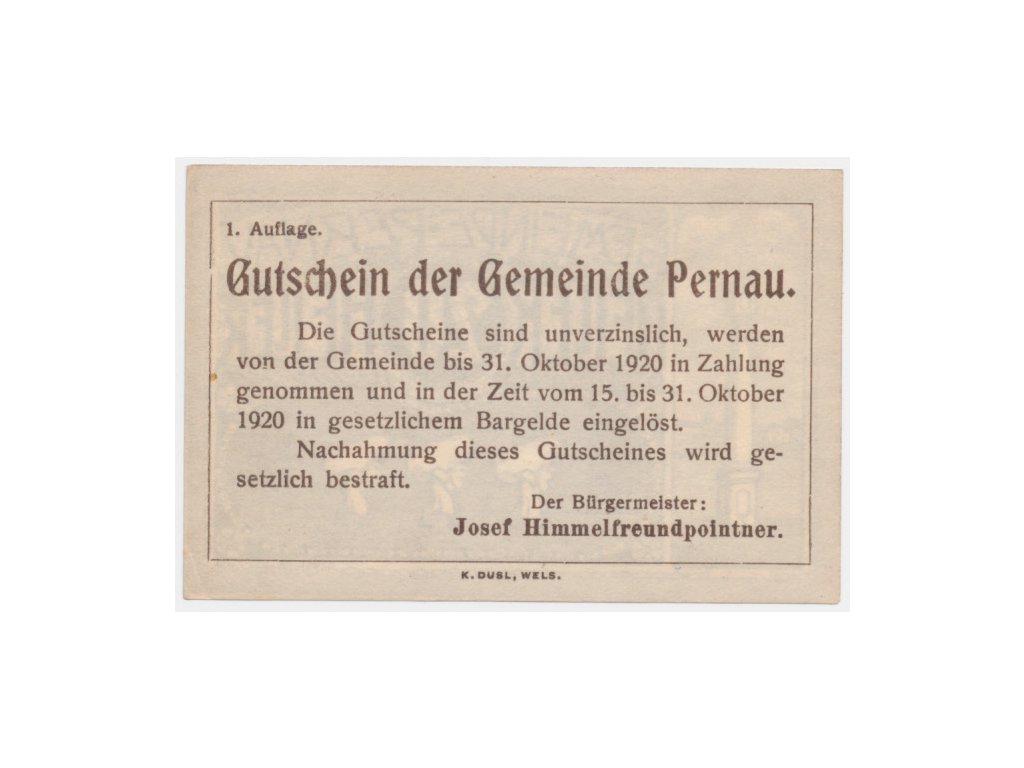 1. Auflage.
Gutschein der Gemeinde Pernau.
Die Gutscheine sind unverzinslich, werden
von der Gemeinde bis 31. Oktober 1920 in Zahlung
genommen und in der Zeit vom 15. bis 31. Oktober
1920 in gesetzlichem Bargelde eingelöst.
Nachahmung dieses Gutscheines wird ge-
setzlich bestraft.
Der Bürgermeister:
Josef Himmelfreundpointner.
K. DUSL, WELS.